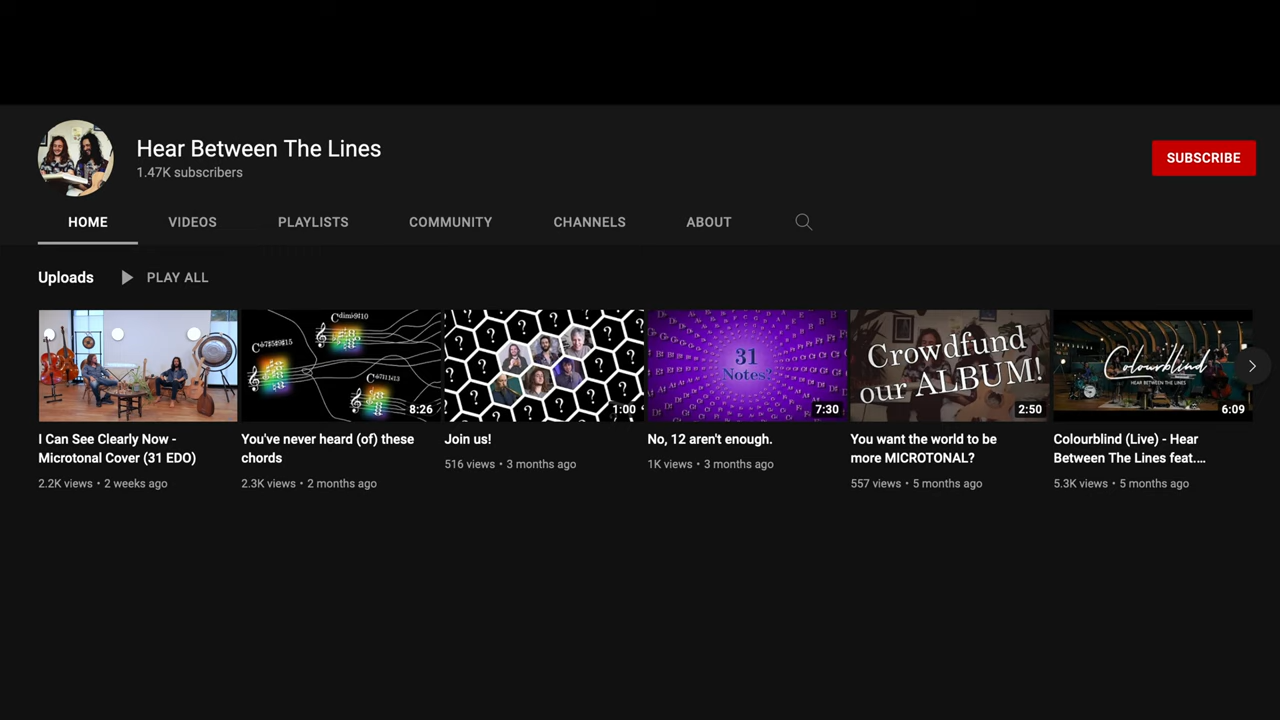 Hear Between The Lines
1.47K subscribers
SUBSCRIBE
HOME VIDEOS PLAYLISTS COMMUNITY CHANNELS ABOUT
Uploads PLAY ALL
8:26
1:00
31
Notes?
7:30
Crowdfund
our ALBUM!
2:50
Colourblind
HEAR BETWEEN THE LINES
6:09
I Can See Clearly Now -
Microtonal Cover (31 EDO)
2.2K views • 2 weeks ago
You've never heard (of) these
chords
2.3K views • 2 months ago
Join us!
516 views • 3 months ago
No, 12 aren't enough.
1K views • 3 months ago
You want the world to be
more MICROTONAL?
557 views • 5 months ago
Colourblind (Live) - Hear
Between The Lines feat....
5.3K views • 5 months ago